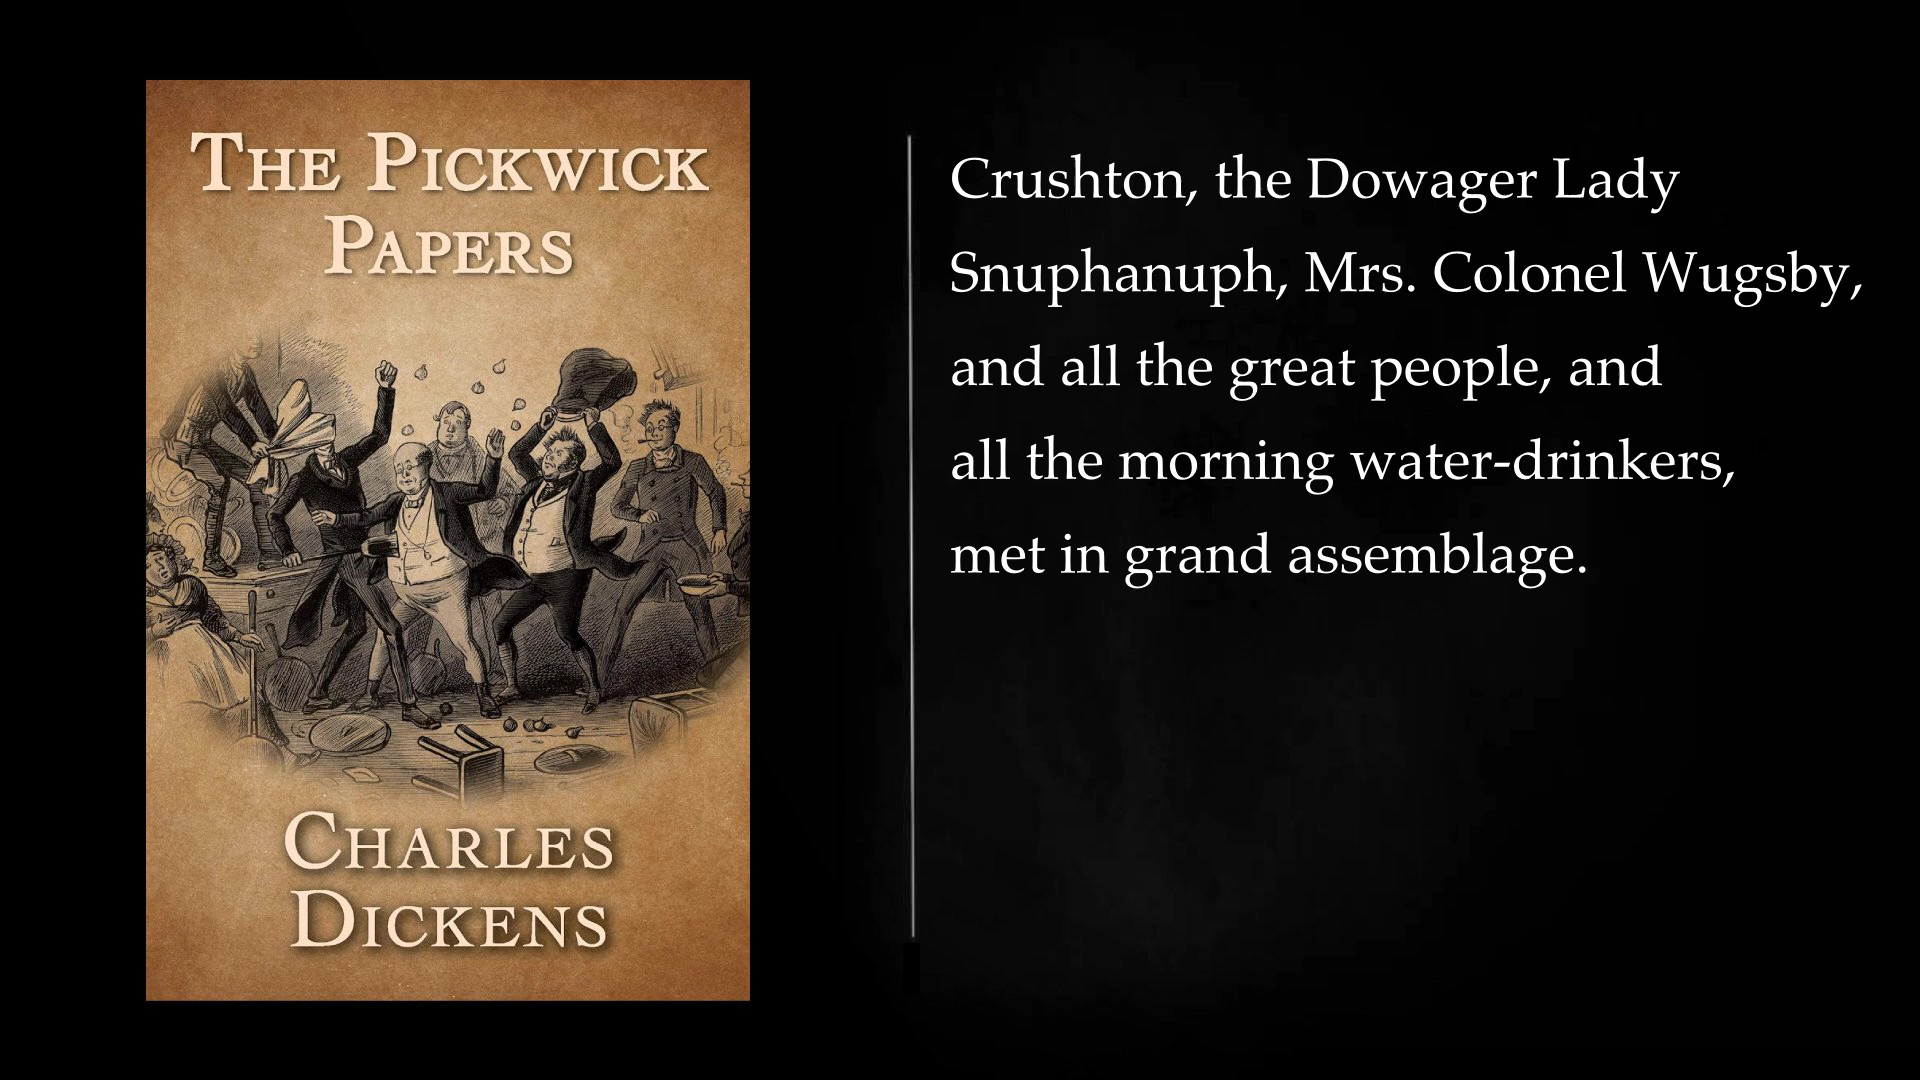 The Pickwick
Papers
Charles
Dickens
Crushton, the Dowager Lady
Snuphanuph, Mrs. Colonel Wugsby,
and all the great people, and
all the morning water-drinkers,
met in grand assemblage.